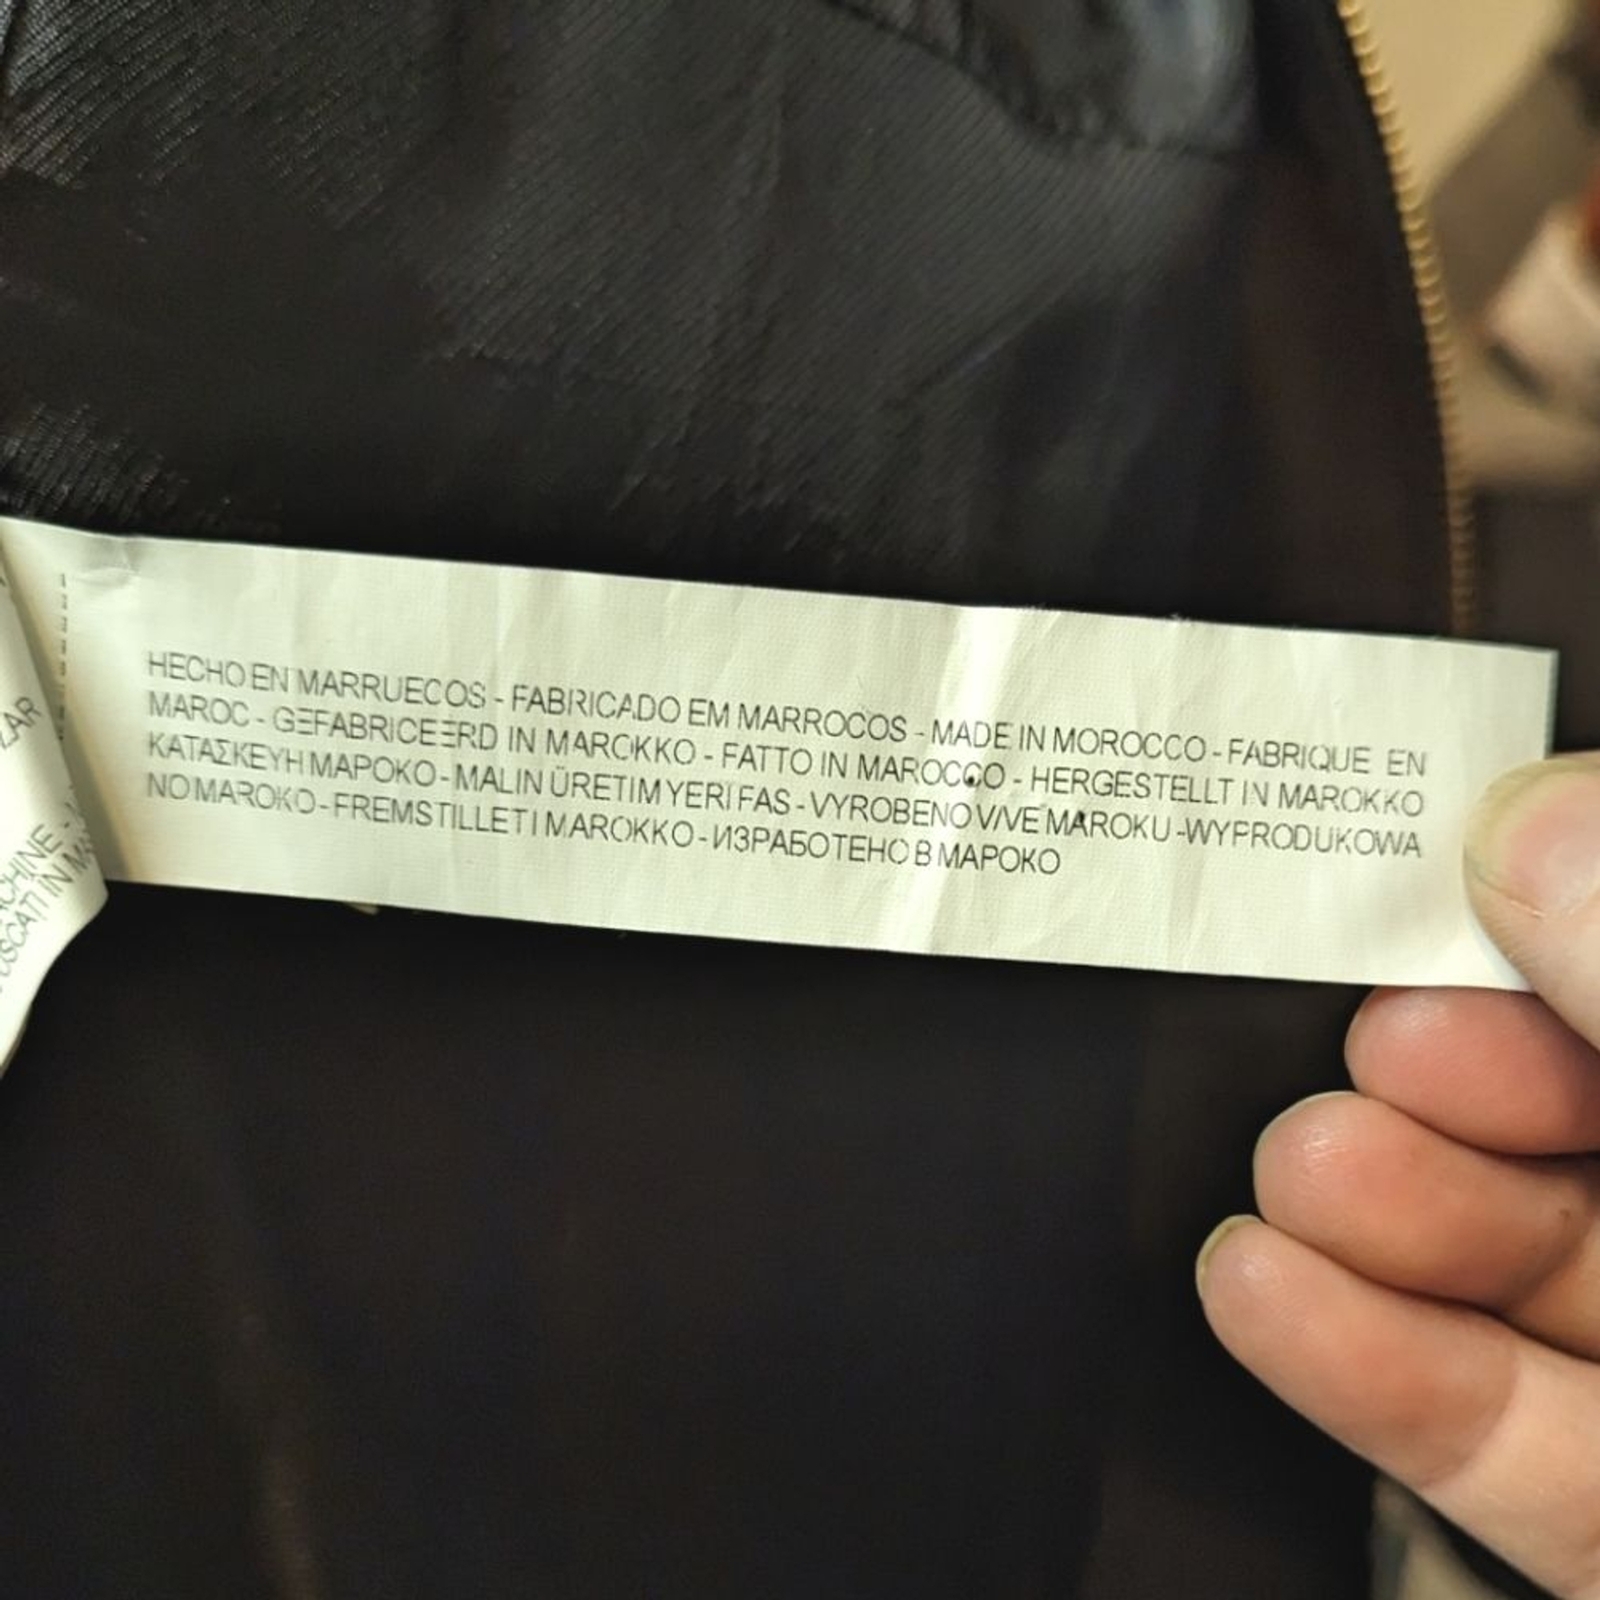 HECHO EN MARRUECOS - FABRICADO EM MARROCOS - MADE IN MOROCCO - FABRIQUE EN
MAROC - GEFABRICEERD IN MAROKKO - FATTO IN MAROCCO - HERGESTELLT IN MAROKKO
ΚΑΤΑΣΚΕΥΗ ΜΑΡΟΚΟ - MALIN ÜRETIM YERI FAS - VYROBENO V/VE MAROKU - WYPRODUKOWA
NO MAROKO - FREMSTILLET I MAROKKO - ИЗРАБОТЕНО В МАРОКО